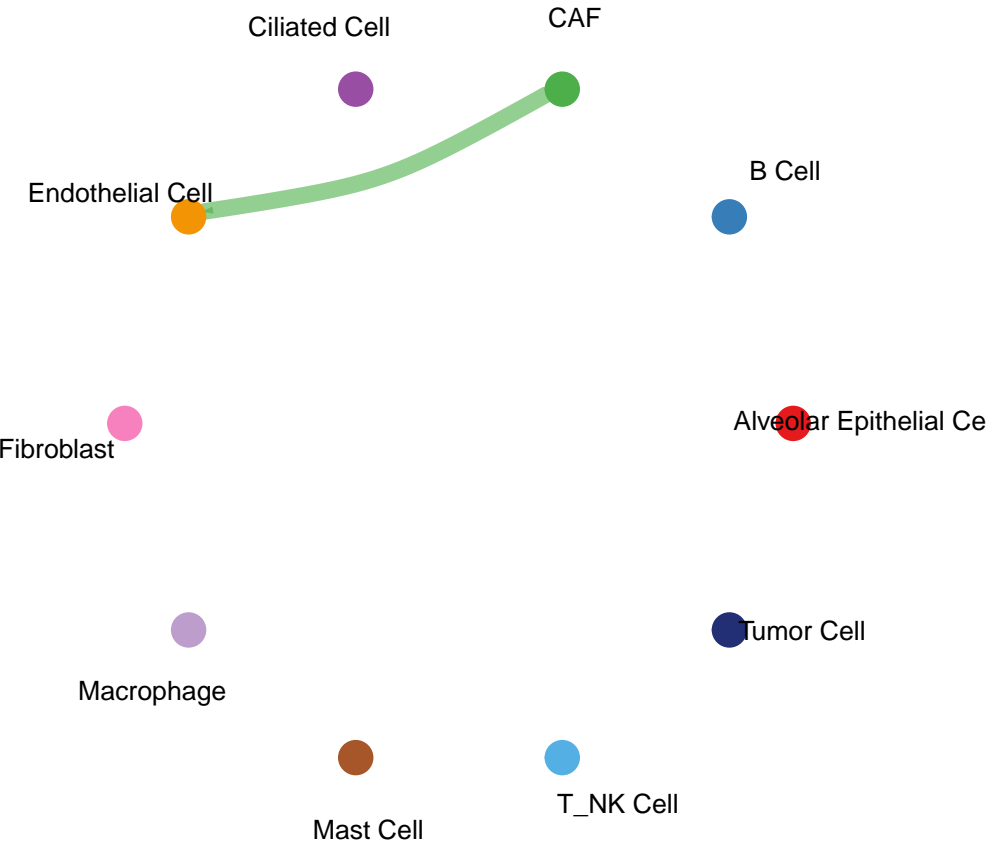 CAF
Ciliated Cell
B Cell
Endothelial Cell
Alveolar Epithelial Ce
Fibroblast
Tumor Cell
Macrophage
T_NK Cell
Mast Cell